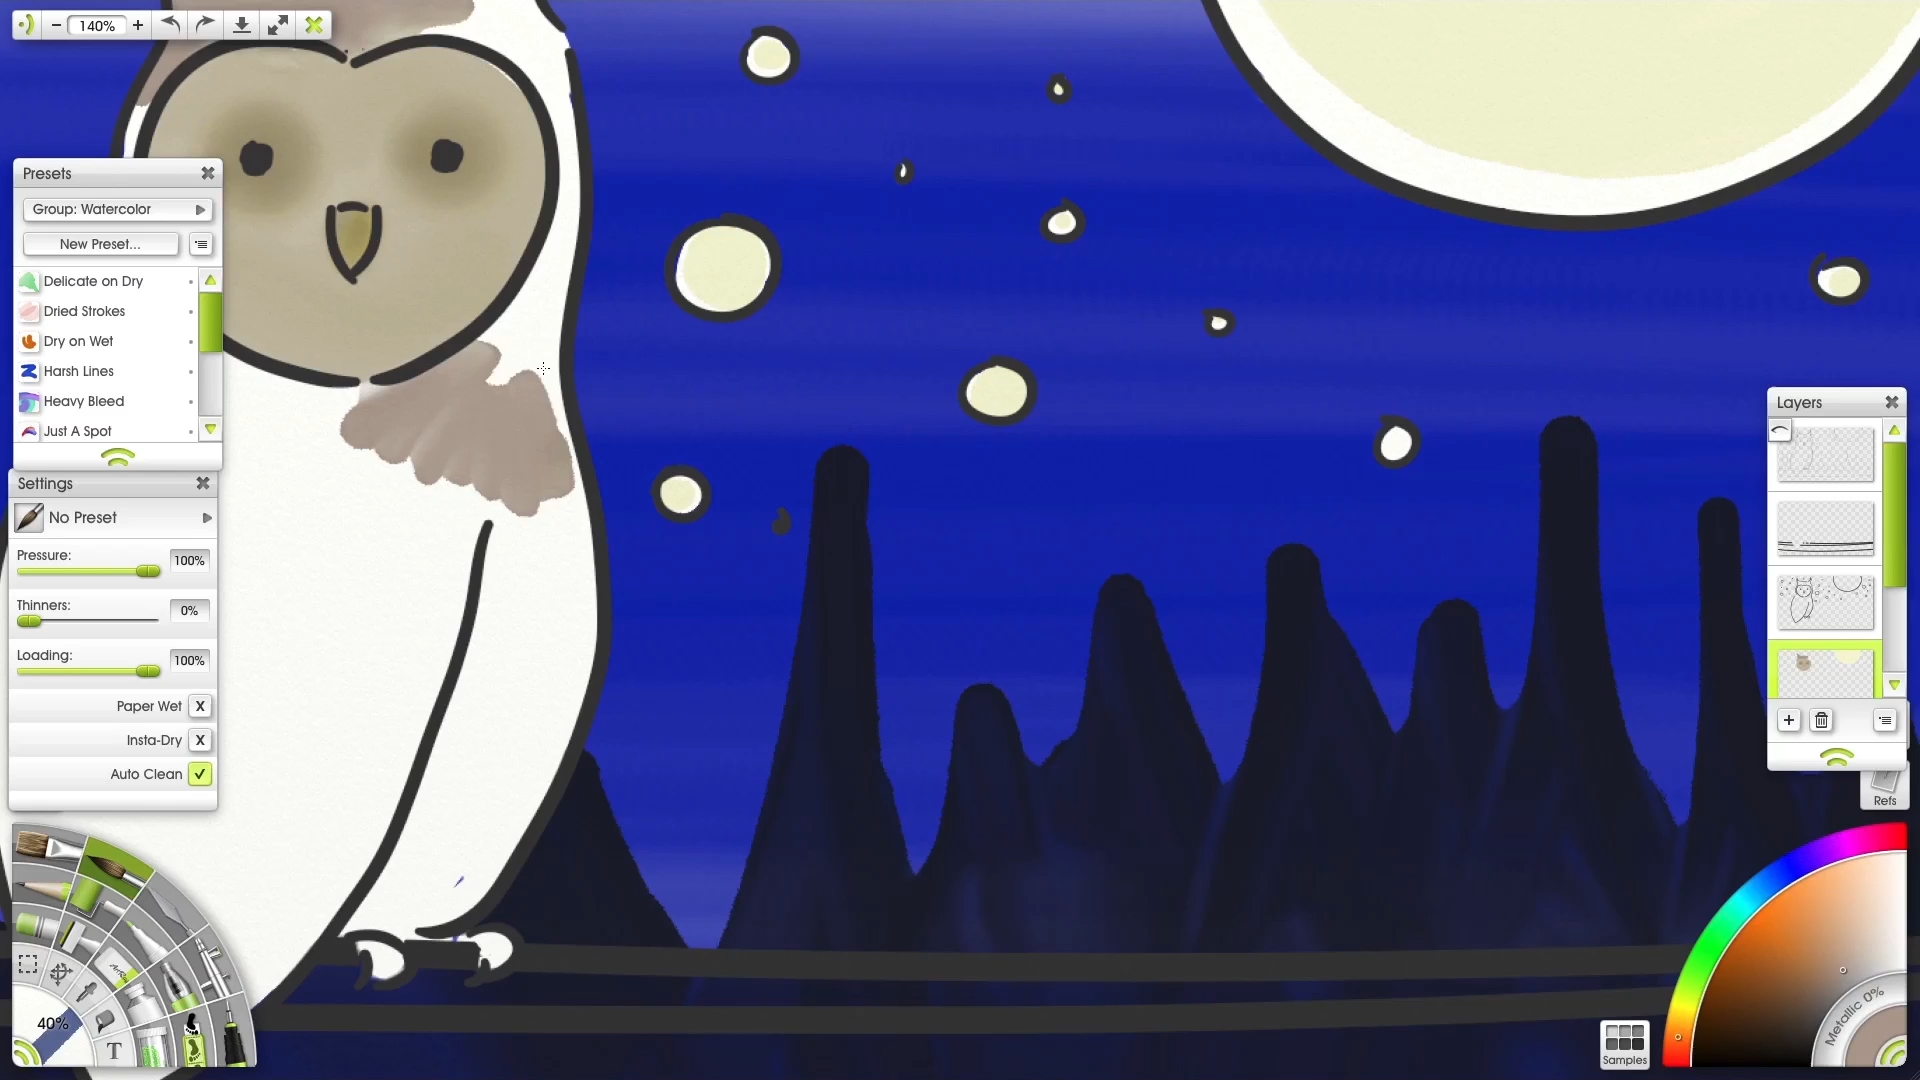 140%
Presets
Group: Watercolor
New Preset...
Delicate on Dry
Dried Strokes
Dry on Wet
Harsh Lines
Heavy Bleed
Just A Spot
Settings
No Preset
Pressure:
100%
Thinners:
0%
Loading:
100%
Paper Wet X
Insta-Dry X
Auto Clean
40%
T
Layers
Refs
Metallic 0%
Samples